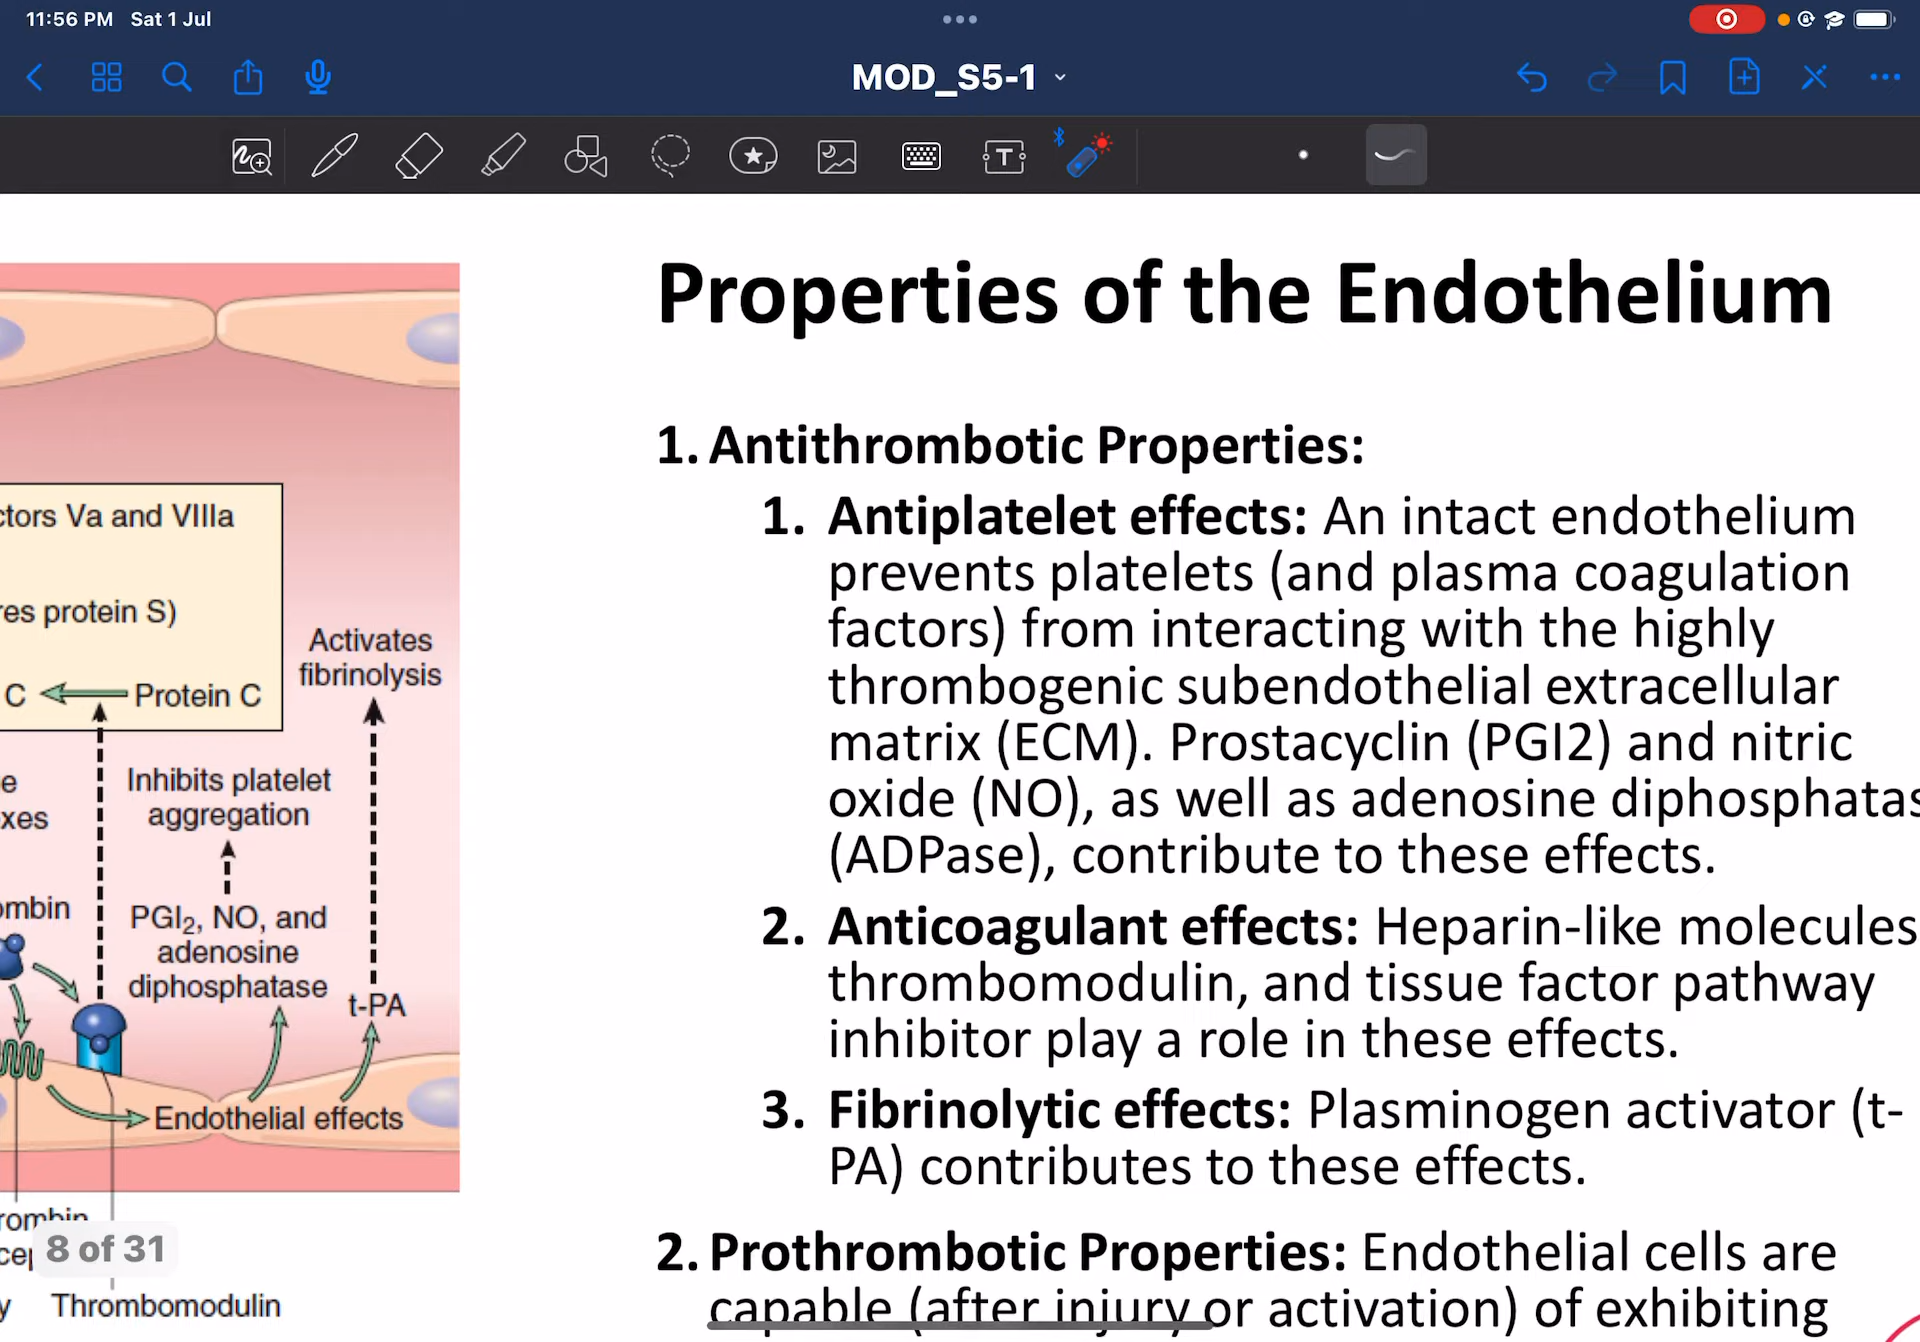 11:56 PM Sat 1 Jul
MOD_S5-1
T
Properties of the Endothelium
1. Antithrombotic Properties:
1. Antiplatelet effects: An intact endothelium
prevents platelets (and plasma coagulation
factors) from interacting with the highly
thrombogenic subendothelial extracellular
matrix (ECM). Prostacyclin (PGI2) and nitric
oxide (NO), as well as adenosine diphosphatas
(ADPase), contribute to these effects.
2. Anticoagulant effects: Heparin-like molecules
thrombomodulin, and tissue factor pathway
inhibitor play a role in these effects.
3. Fibrinolytic effects: Plasminogen activator (t-
PA) contributes to these effects.
2. Prothrombotic Properties: Endothelial cells are
capable (after injury or activation) of exhibiting
ctors Va and VIIIa
res protein S)
C Protein C
Activates
fibrinolysis
e
xes
Inhibits platelet
aggregation
ombin
PGI₂, NO, and
adenosine
diphosphatase
t-PA
Endothelial effects
rombin
cep
8 of 31
y Thrombomodulin